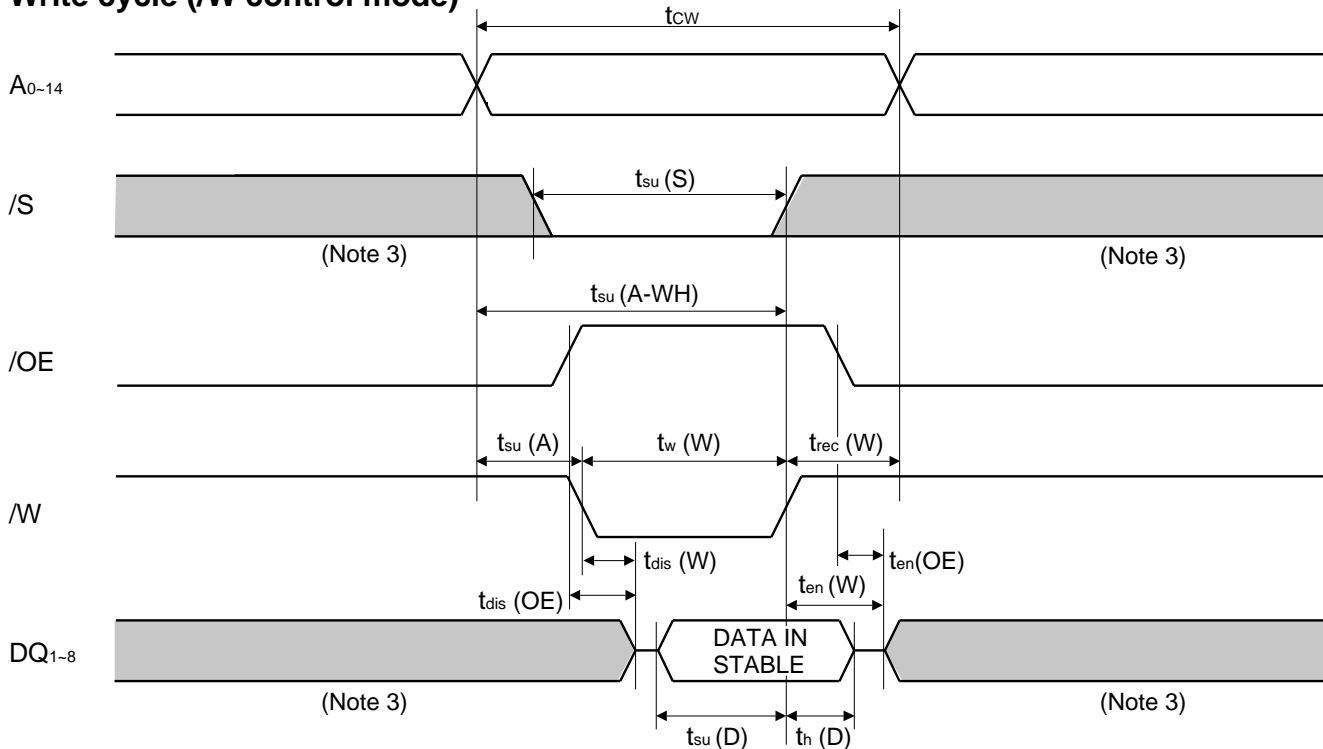 Write cycle (/W control mode)
tCW
A0~14
/S
tsu (S)
(Note 3)
(Note 3)
tsu (A-WH)
/OE
tsu (A)
tw (W)
trec (W)
/W
tdis (W)
ten(OE)
tdis (OE)
ten (W)
DQ1~8
DATA IN
STABLE
(Note 3)
(Note 3)
tsu (D)
th (D)